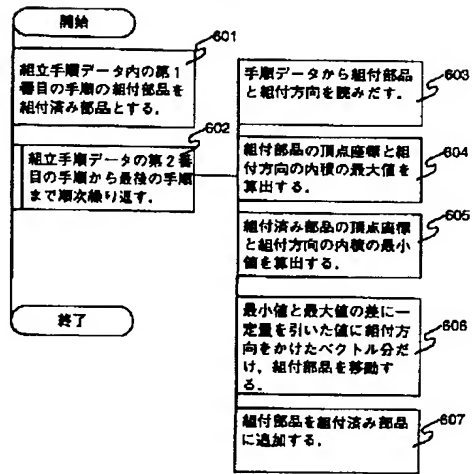 開始
601
組立手順データ内の第1
番目の手順の組付部品を
組付済み部品とする。
602
組立手順データの第2番
目の手順から最後の手順
まで順次繰り返す。
終了
603
手順データから組付部品
と組付方向を読みだす。
604
組付部品の頂点座標と組
付方向の内積の最大値を
算出する。
605
組付済み部品の頂点座標
と組付方向の内積の最小
値を算出する。
606
最小値と最大値の差に一
定量を引いた値に組付方
向をかけたベクトル分だ
け,組付部品を移動す
る。
607
組付部品を組付済み部品
に追加する。